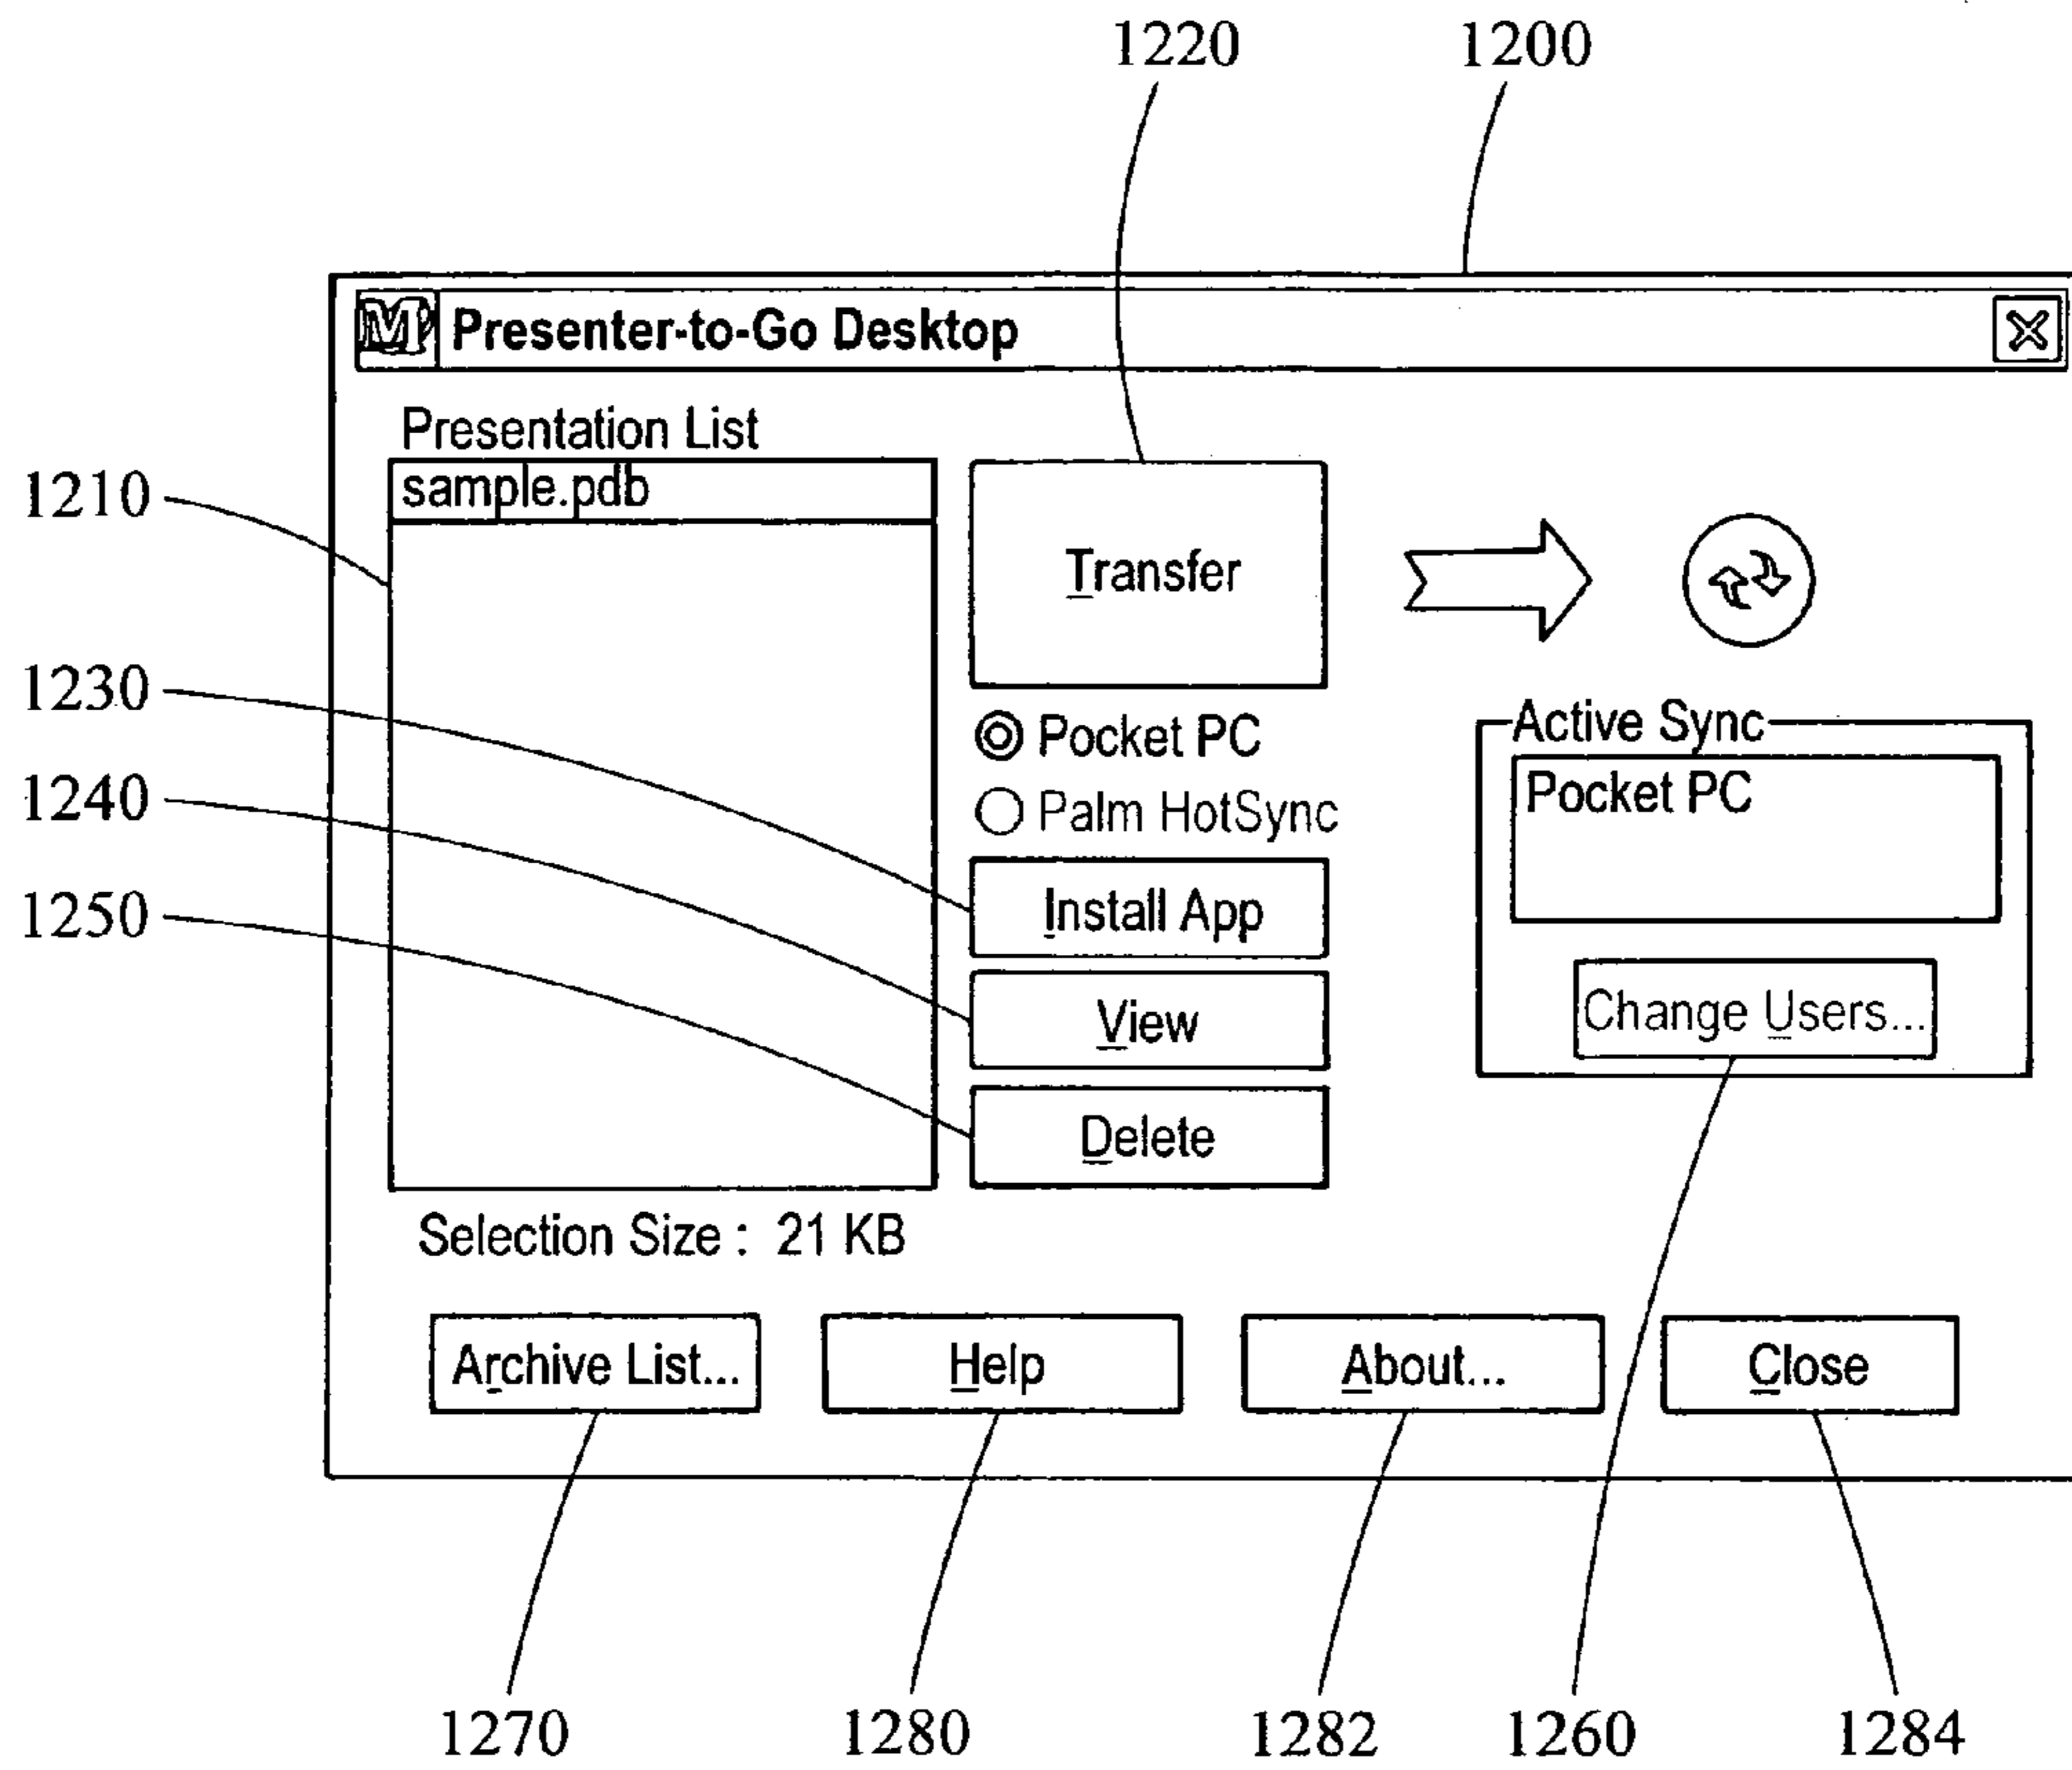 1220 1200
M Presenter-to-Go Desktop
Presentation List
sample.pdb
1210
Transfer
1230
Pocket PC
Palm HotSync
Active Sync
Pocket PC
1240
1250
Install App
View
Delete
Change Users...
Selection Size : 21 KB
Archive List... Help About... Close
1270 1280 1282 1260 1284